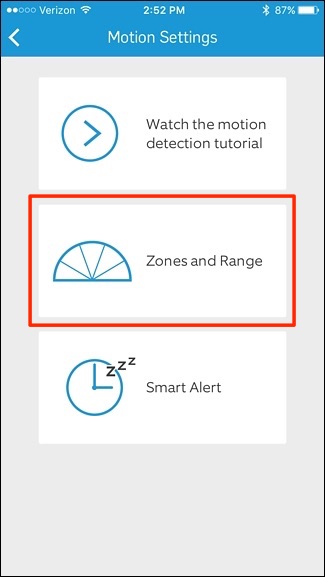 Verizon 2:52 PM 87%
Motion Settings
Watch the motion
detection tutorial
Zones and Range
zzz
Smart Alert